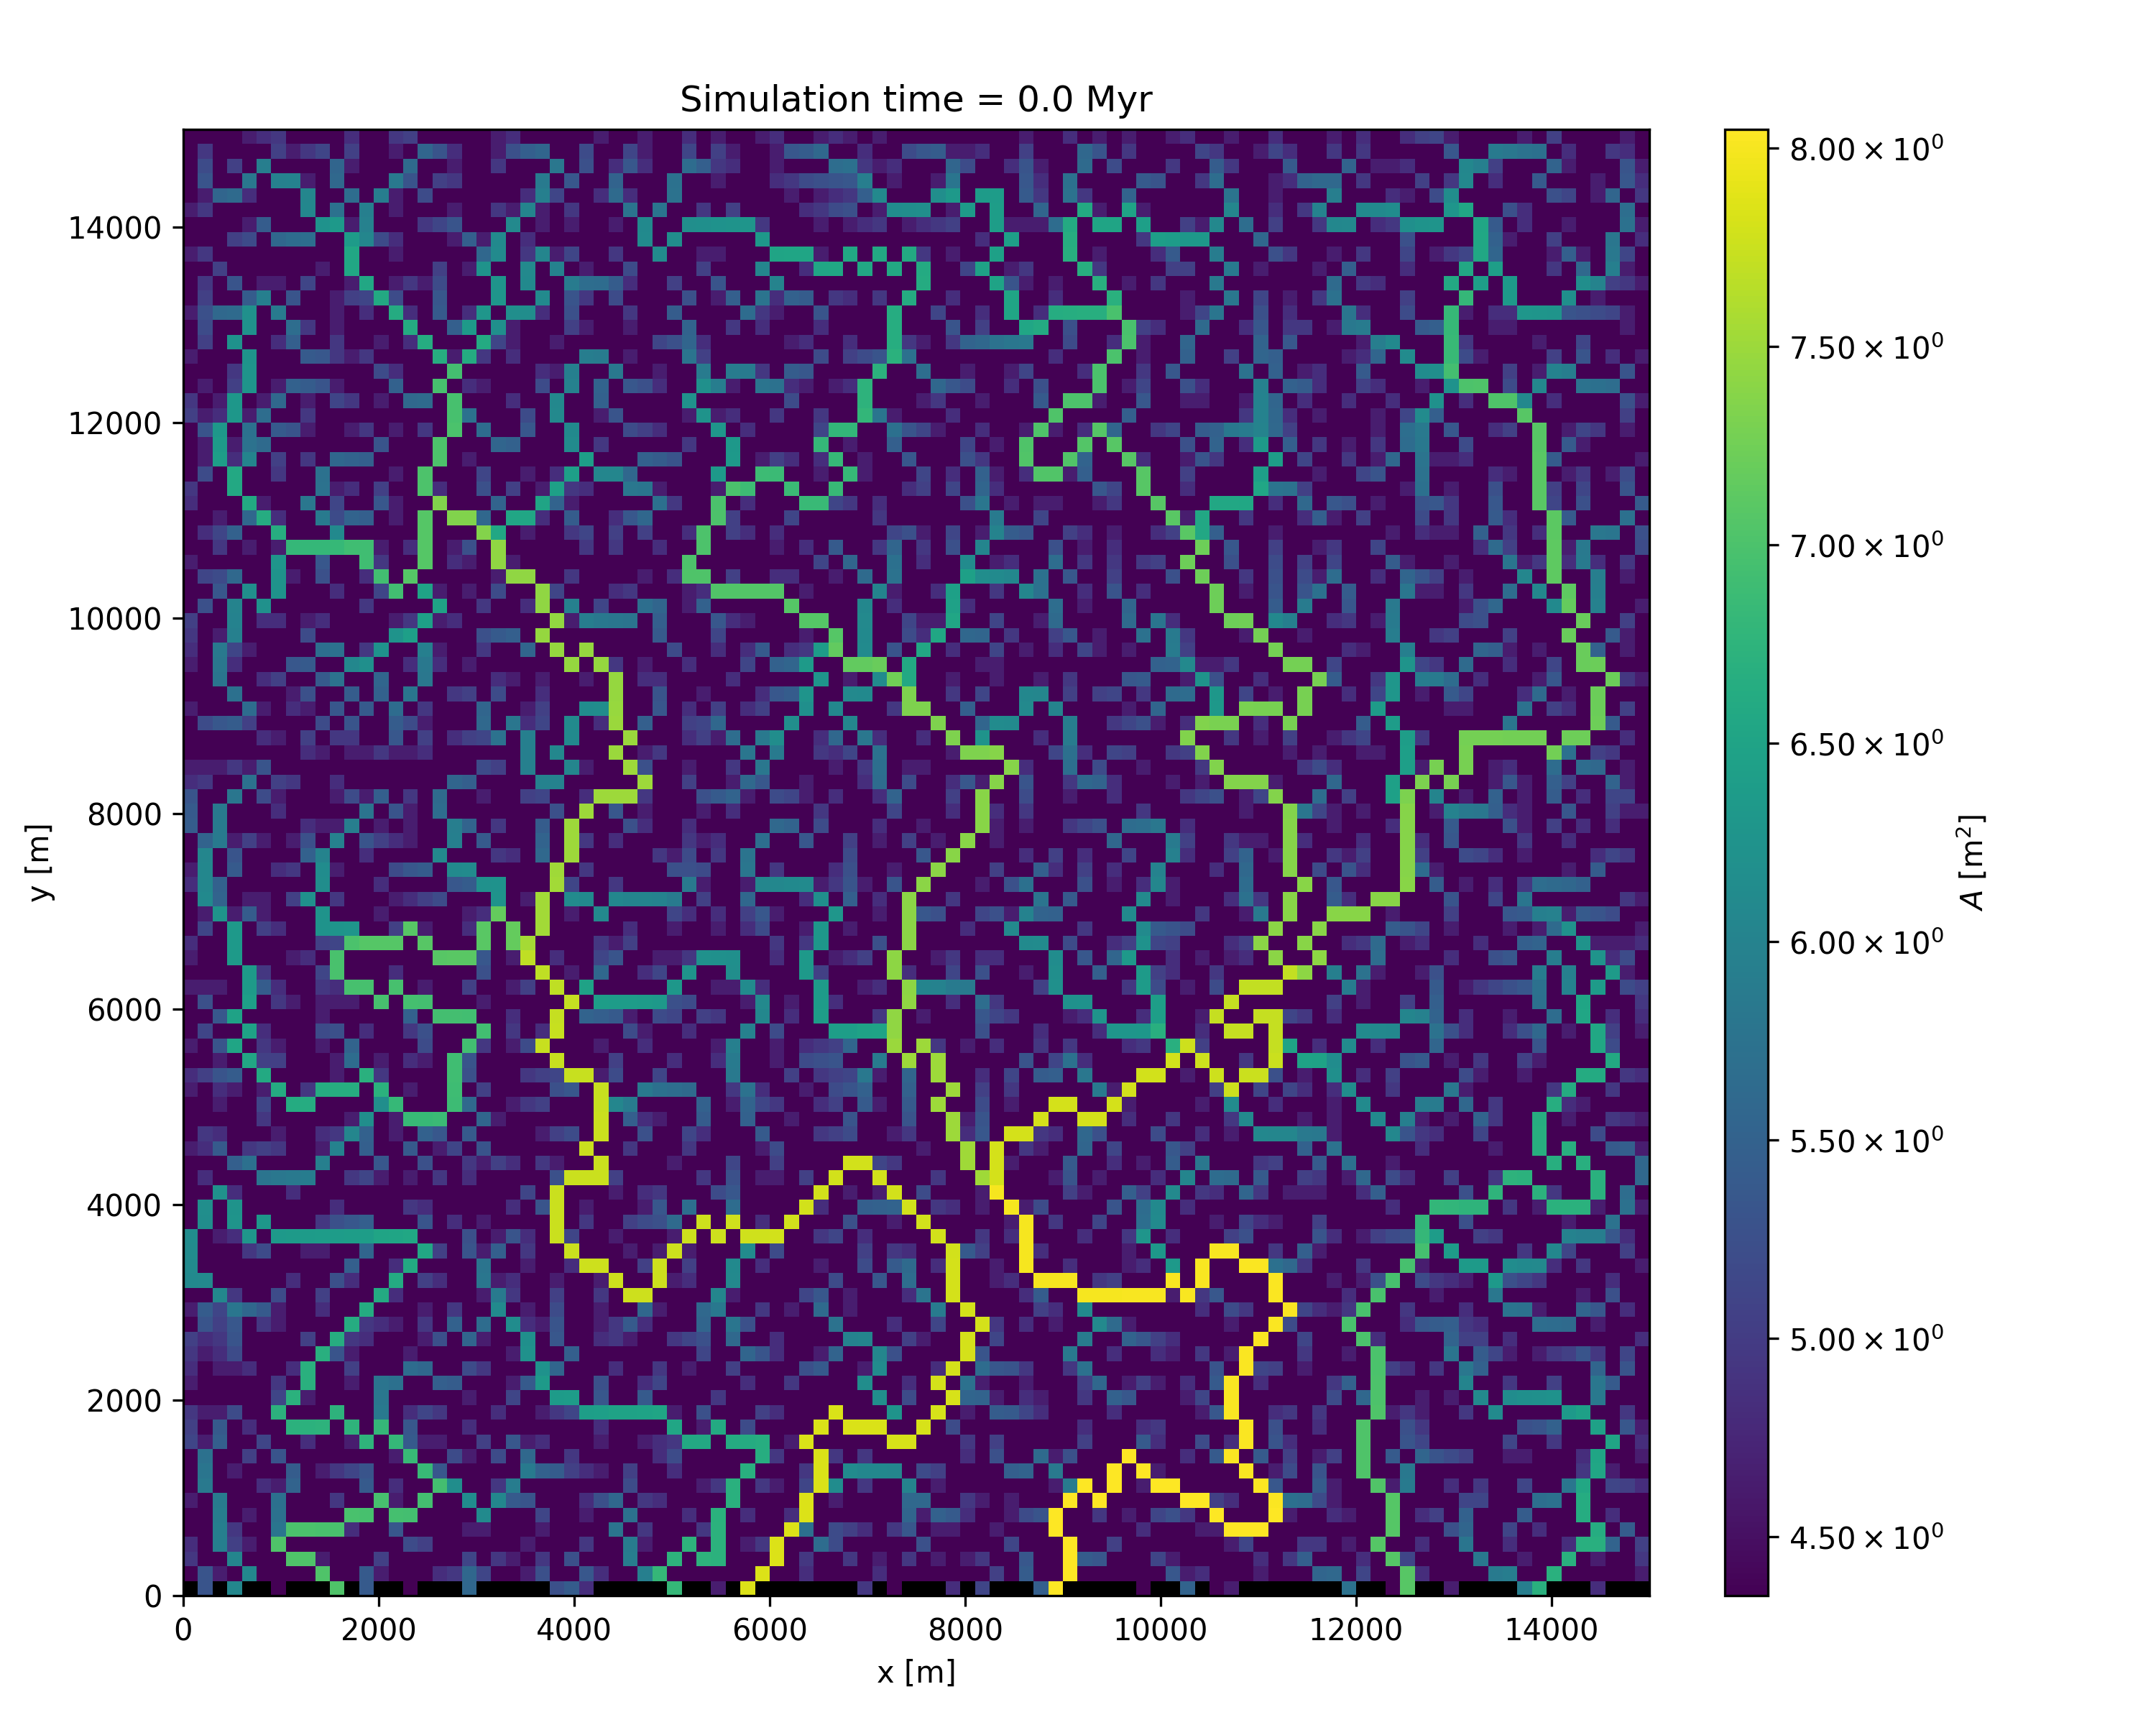 Simulation time = 0.0 Myr
14000
12000
10000
8000
6000
4000
2000
0
y [m]
0 2000 4000 6000 8000 10000 12000 14000
x [m]
8.00 × 10⁰
7.50 × 10⁰
7.00 × 10⁰
6.50 × 10⁰
6.00 × 10⁰
5.50 × 10⁰
5.00 × 10⁰
4.50 × 10⁰
A [m²]